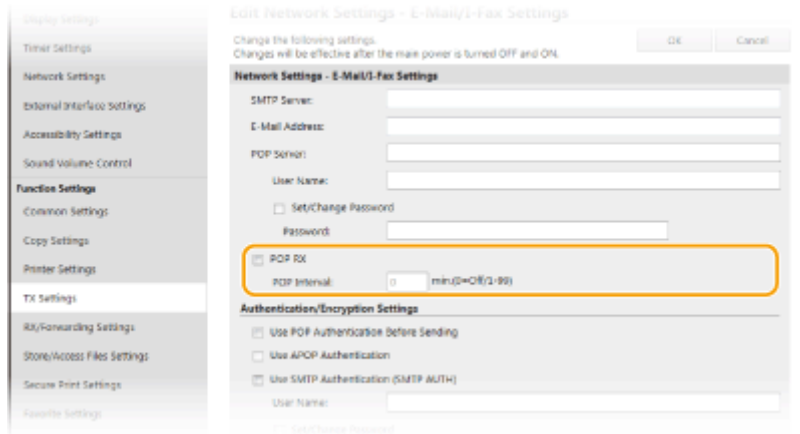 Display Settings
Timer Settings
Network Settings
External Interface Settings
Accessibility Settings
Sound Volume Control
Function Settings
Common Settings
Copy Settings
Printer Settings
TX Settings
RX/Forwarding Settings
Store/Access Files Settings
Secure Print Settings
Favorite Settings
Edit Network Settings - E-Mail/I-Fax Settings
Change the following settings.
Changes will be effective after the main power is turned OFF and ON.
OK
Cancel
Network Settings - E-Mail/I-Fax Settings
SMTP Server:
E-Mail Address:
POP Server:
User Name:
Set/Change Password
Password:
POP RX
POP Interval:
0
min.(0=Off/1-99)
Authentication/Encryption Settings
Use POP Authentication Before Sending
Use APOP Authentication
Use SMTP Authentication (SMTP AUTH)
User Name:
Set/Change Password